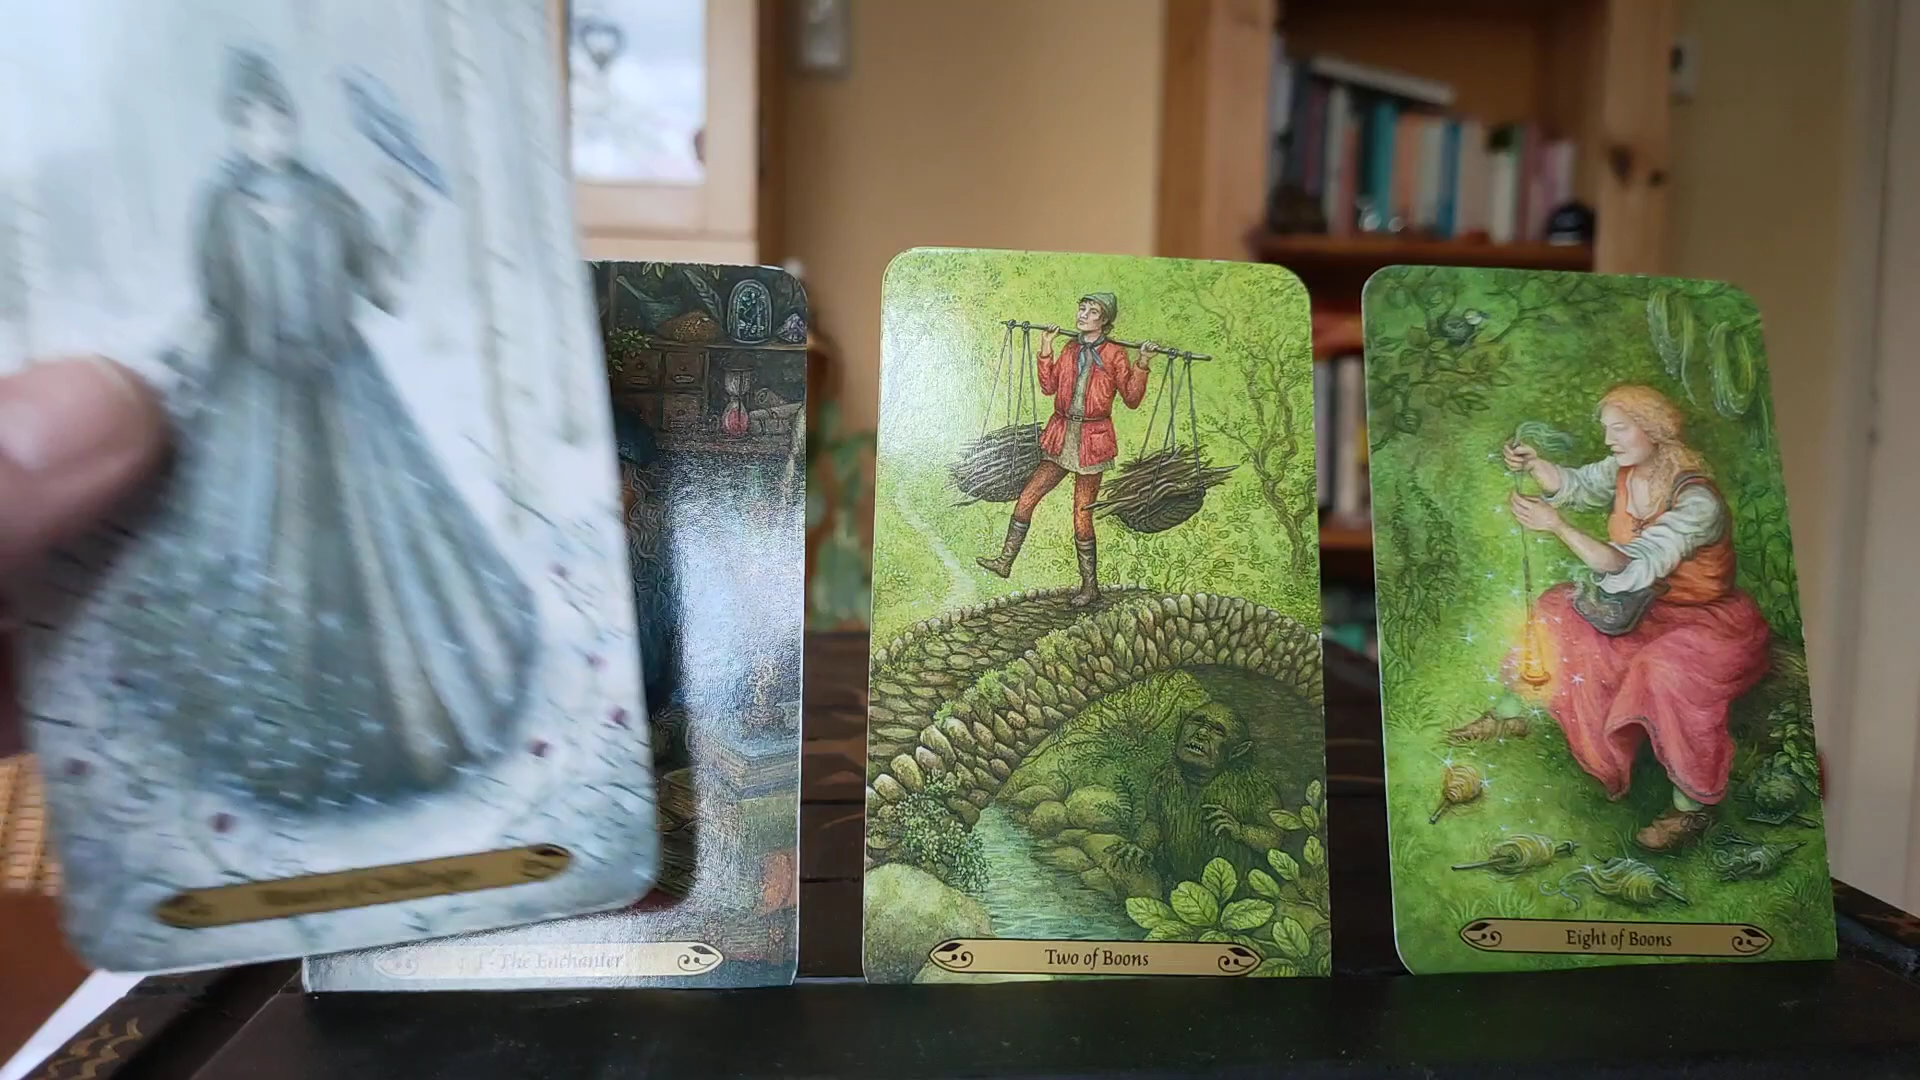 I - The Enchanter
Two of Boons
Eight of Boons